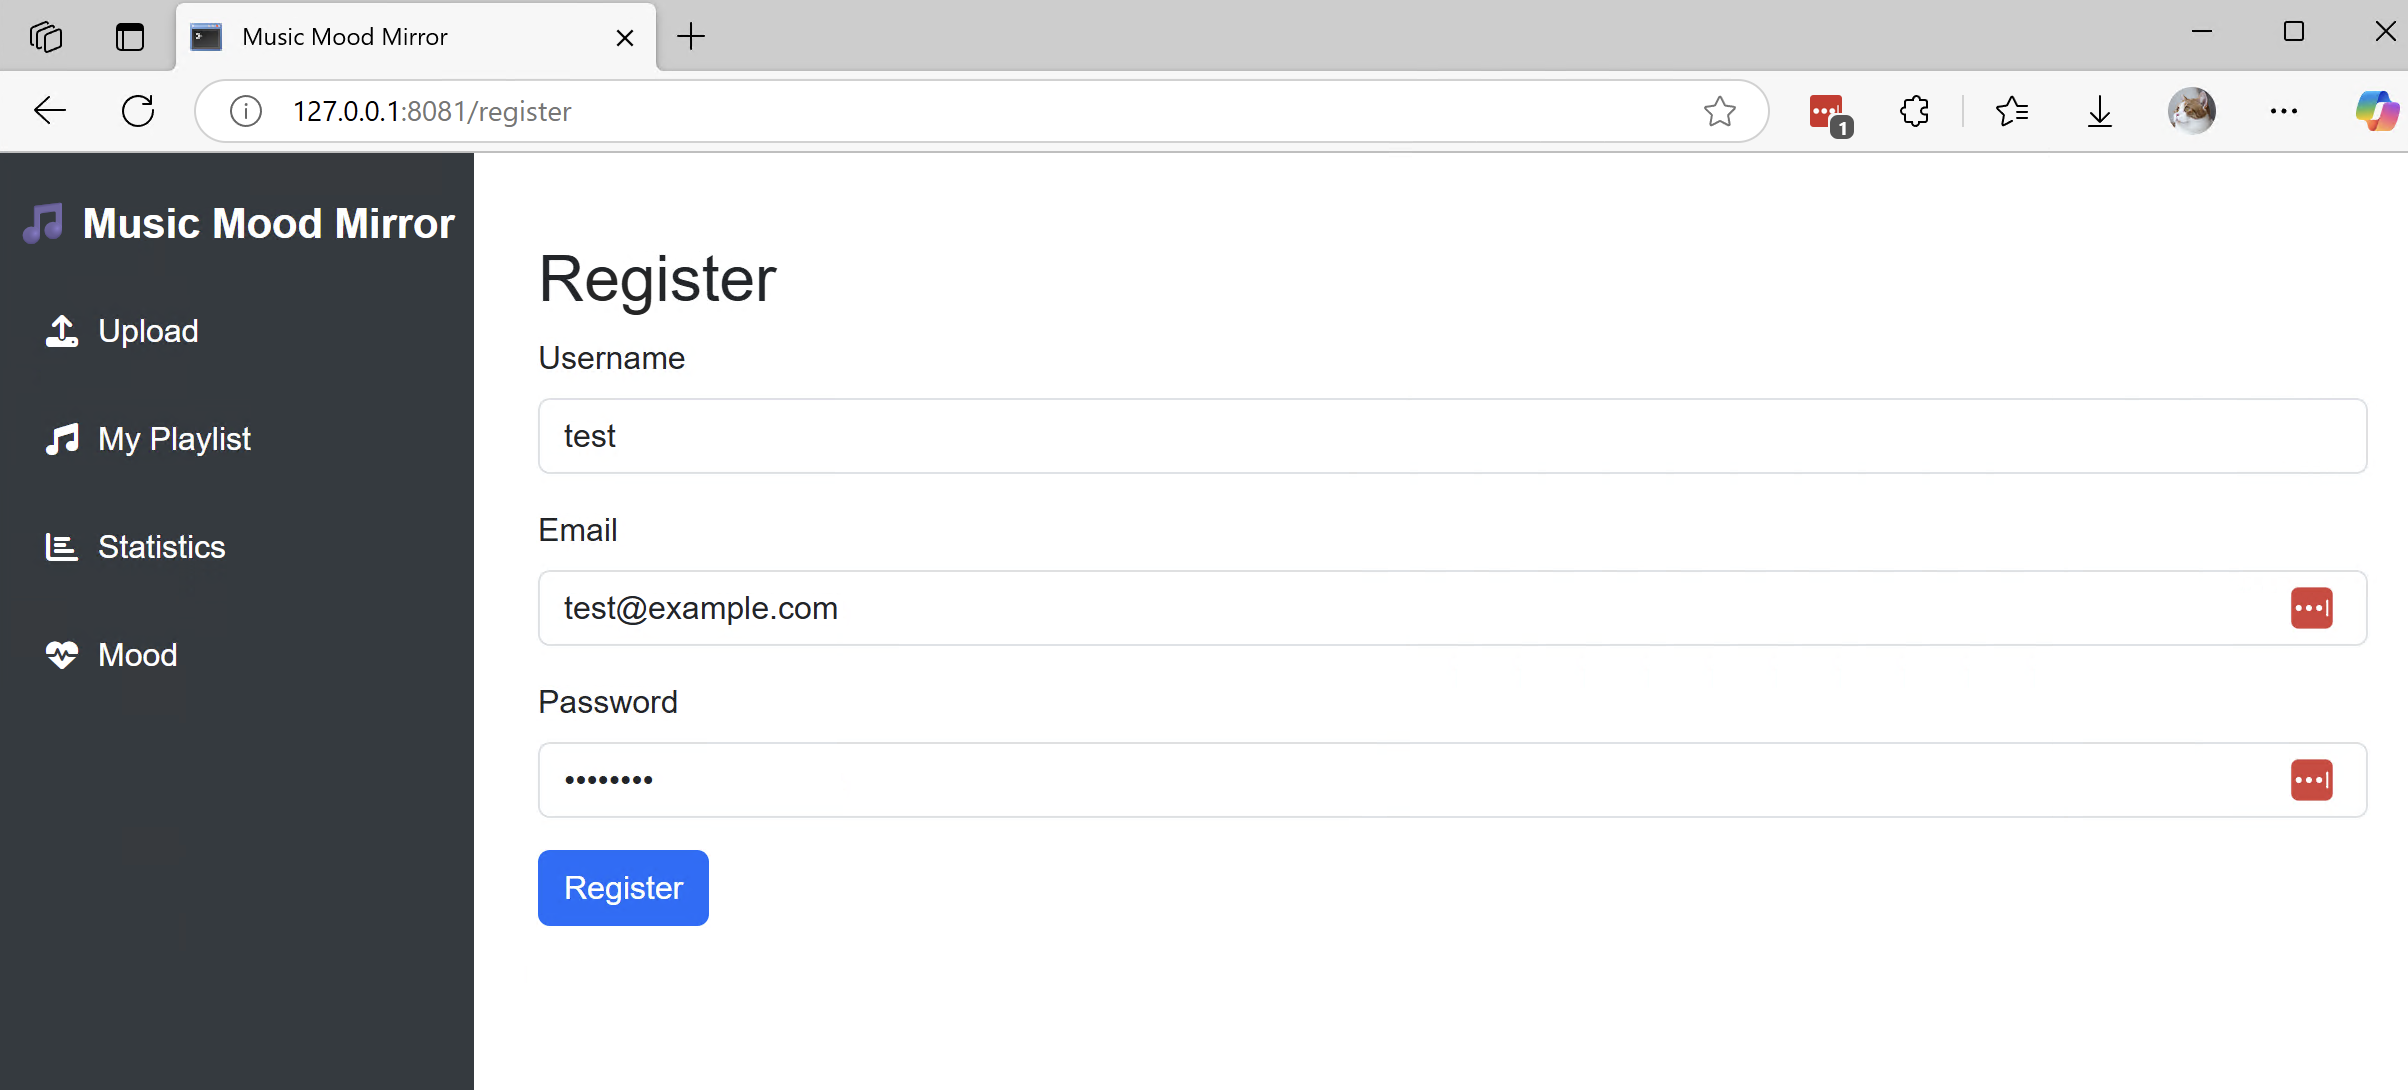 Music Mood Mirror
127.0.0.1:8081/register
1
Music Mood Mirror
Upload
My Playlist
Statistics
Mood
Register
Username
test
Email
test@example.com
Password
••••••••
Register